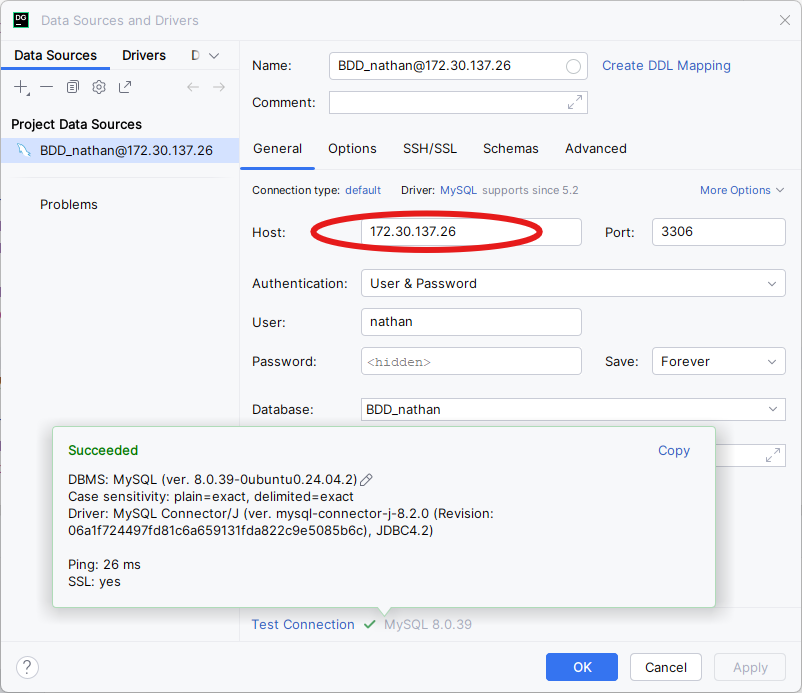 DG Data Sources and Drivers
Data Sources Drivers D
Project Data Sources
BDD_nathan@172.30.137.26
Problems
Name: BDD_nathan@172.30.137.26 Create DDL Mapping
Comment:
General Options SSH/SSL Schemas Advanced
Connection type: default Driver: MySQL supports since 5.2 More Options
Host: 172.30.137.26 Port: 3306
Authentication: User & Password
User: nathan
Password: <hidden> Save: Forever
Database: BDD_nathan
Succeeded Copy
DBMS: MySQL (ver. 8.0.39-0ubuntu0.24.04.2)
Case sensitivity: plain=exact, delimited=exact
Driver: MySQL Connector/J (ver. mysql-connector-j-8.2.0 (Revision:
06a1f724497fd81c6a659131fda822c9e5085b6c), JDBC4.2)
Ping: 26 ms
SSL: yes
Test Connection MySQL 8.0.39
? OK Cancel Apply